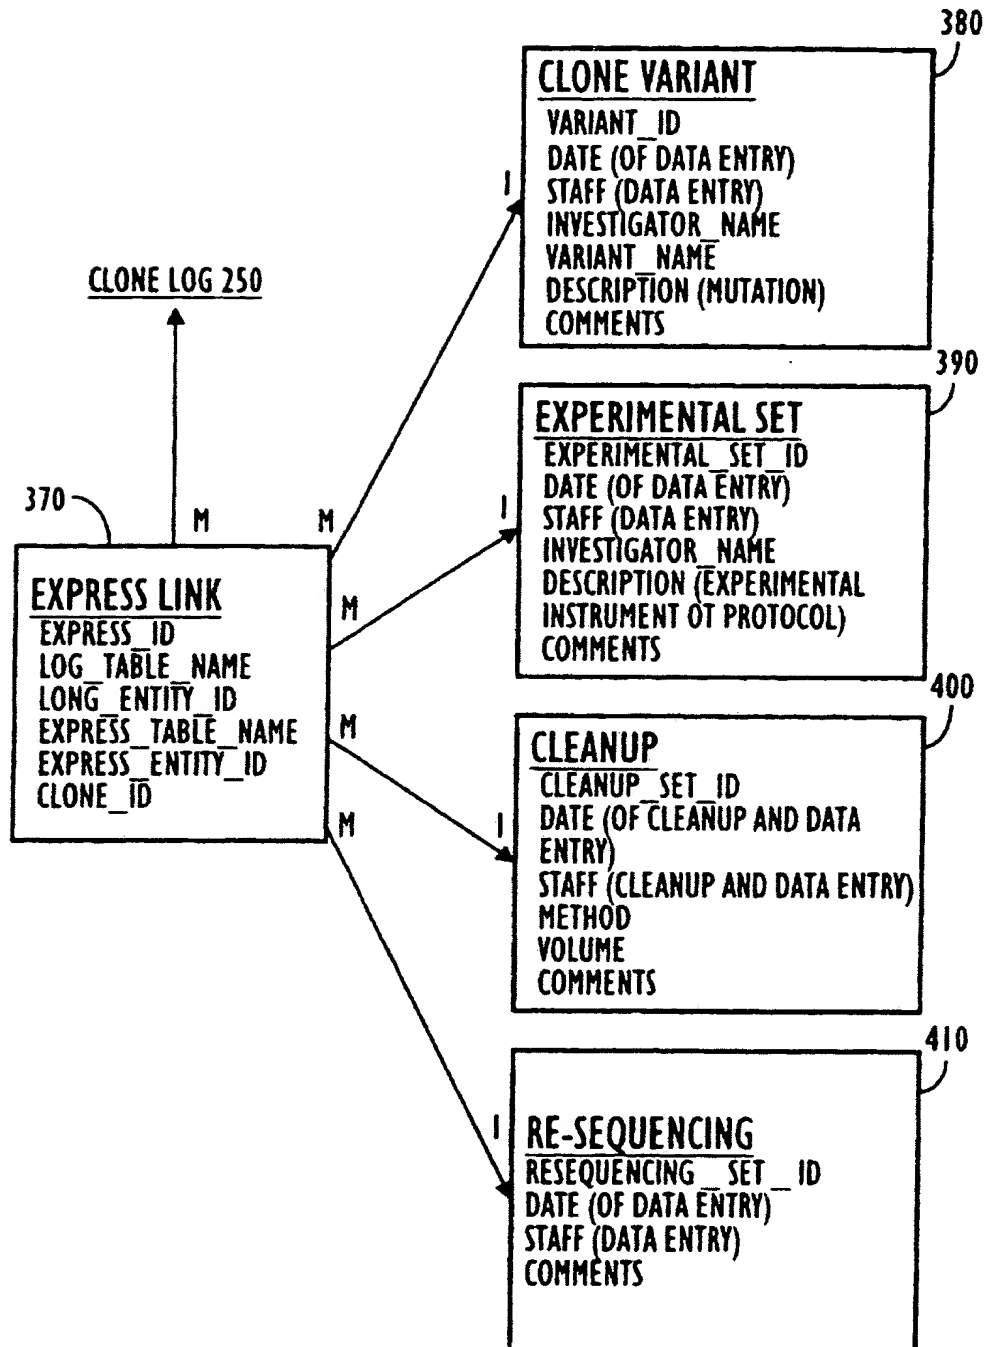 380
CLONE VARIANT
VARIANT_ID
DATE (OF DATA ENTRY)
STAFF (DATA ENTRY)
INVESTIGATOR_NAME
VARIANT_NAME
DESCRIPTION (MUTATION)
COMMENTS
1
CLONE LOG 250
390
EXPERIMENTAL SET
EXPERIMENTAL_SET_ID
DATE (OF DATA ENTRY)
STAFF (DATA ENTRY)
INVESTIGATOR_NAME
DESCRIPTION (EXPERIMENTAL
INSTRUMENT OT PROTOCOL)
COMMENTS
1
370
M
M
M
M
M
EXPRESS LINK
EXPRESS_ID
LOG_TABLE_NAME
LONG_ENTITY_ID
EXPRESS_TABLE_NAME
EXPRESS_ENTITY_ID
CLONE_ID
400
CLEANUP
CLEANUP_SET_ID
DATE (OF CLEANUP AND DATA
ENTRY)
STAFF (CLEANUP AND DATA ENTRY)
METHOD
VOLUME
COMMENTS
1
410
RE-SEQUENCING
RESEQUENCING_SET_ID
DATE (OF DATA ENTRY)
STAFF (DATA ENTRY)
COMMENTS
1